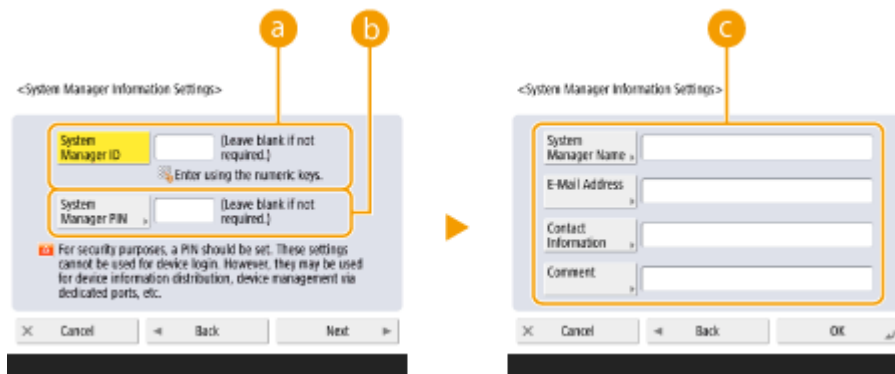 a
b
<System Manager Information Settings>
System
Manager ID
(Leave blank if not
required.)
Enter using the numeric keys.
System
Manager PIN
(Leave blank if not
required.)
For security purposes, a PIN should be set. These settings
cannot be used for device login. However, they may be used
for device information distribution, device management via
dedicated ports, etc.
Cancel
Back
Next
c
<System Manager Information Settings>
System
Manager Name
E-Mail Address
Contact
Information
Comment
Cancel
Back
OK